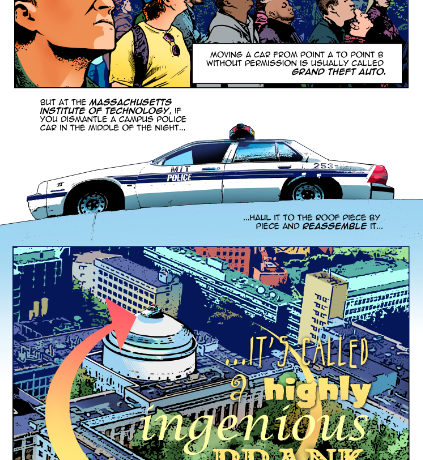 MOVING A CAR FROM POINT A TO POINT B
WITHOUT PERMISSION IS USUALLY CALLED
GRAND THEFT AUTO.
BUT AT THE MASSACHUSETTS
INSTITUTE OF TECHNOLOGY, IF
YOU DISMANTLE A CAMPUS POLICE
CAR IN THE MIDDLE OF THE NIGHT...
M.I.T
POLICE
253
...HAUL IT TO THE ROOF PIECE BY
PIECE AND REASSEMBLE IT...
...IT'S CALLED
a highly
ingenious
PRANK